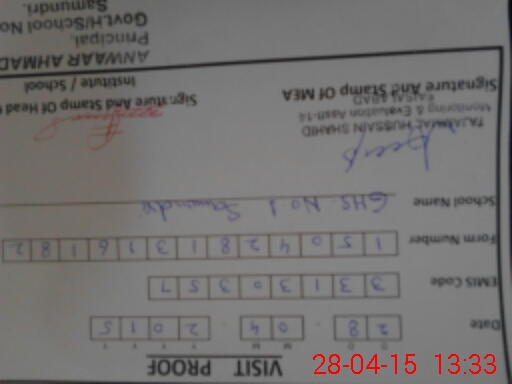 VISIT PROOF
D D M M Y Y Y Y
Date 2 8 . 0 4 . 2 0 1 5
EMIS Code 3 3 1 3 0 3 5 7
Form Number 1 5 0 4 2 8 1 3 1 6 1 8 2
School Name GHS No 1 Samundri
TAJAMMAL HUSSAIN SHAHID
Monitoring & Evaluation Asstt-14
FAISALABAD
Signature And Stamp Of MEA
Signature And Stamp Of Head
Institute / School
ANWAAR AHMAD
Principal,
Govt.H/School No
Samundri.
28-04-15 13:33